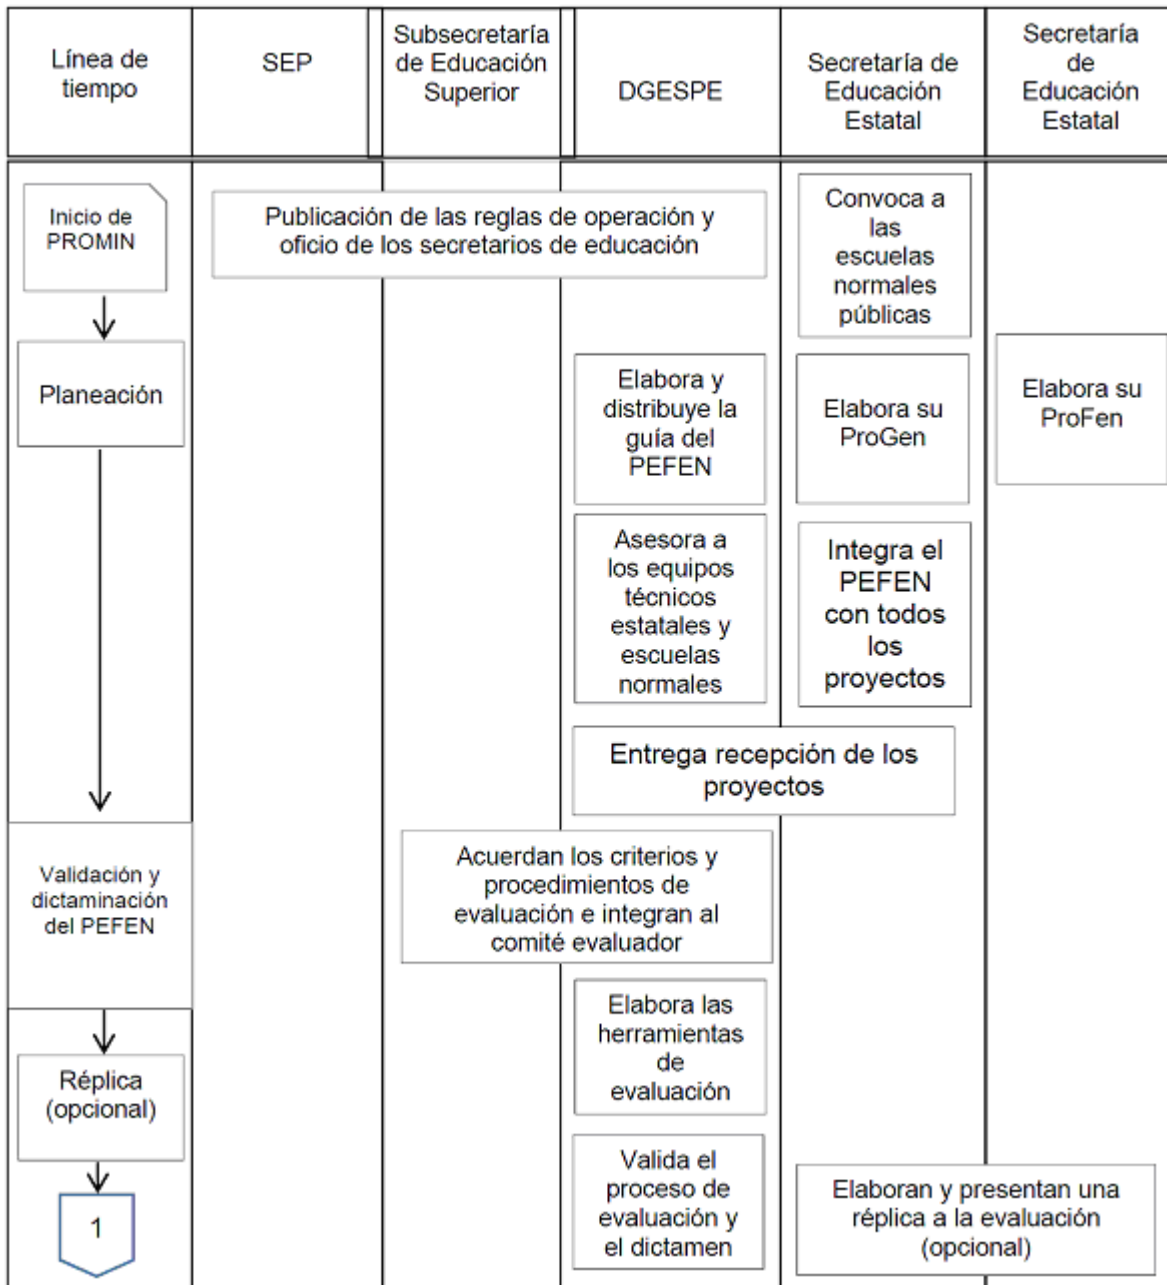 Línea de
tiempo
SEP
Subsecretaría
de Educación
Superior
DGESPE
Secretaría de
Educación
Estatal
Secretaría
de
Educación
Estatal
Inicio de
PROMIN
Publicación de las reglas de operación y
oficio de los secretarios de educación
Convoca a
las
escuelas
normales
públicas
Planeación
Elabora y
distribuye la
guía del
PEFEN
Elabora su
ProGen
Elabora su
ProFen
Asesora a
los equipos
técnicos
estatales y
escuelas
normales
Integra el
PEFEN
con todos
los
proyectos
Entrega recepción de los
proyectos
Validación y
dictaminación
del PEFEN
Acuerdan los criterios y
procedimientos de
evaluación e integran al
comité evaluador
Elabora las
herramientas
de
evaluación
Réplica
(opcional)
Valida el
proceso de
evaluación y
el dictamen
Elaboran y presentan una
réplica a la evaluación
(opcional)
1